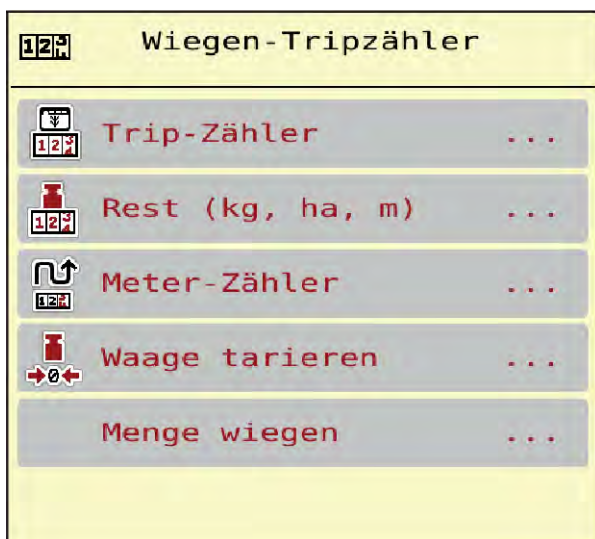 Wiegen-Tripzähler
Trip-Zähler ...
Rest (kg, ha, m) ...
Meter-Zähler ...
Waage tarieren ...
Menge wiegen ...